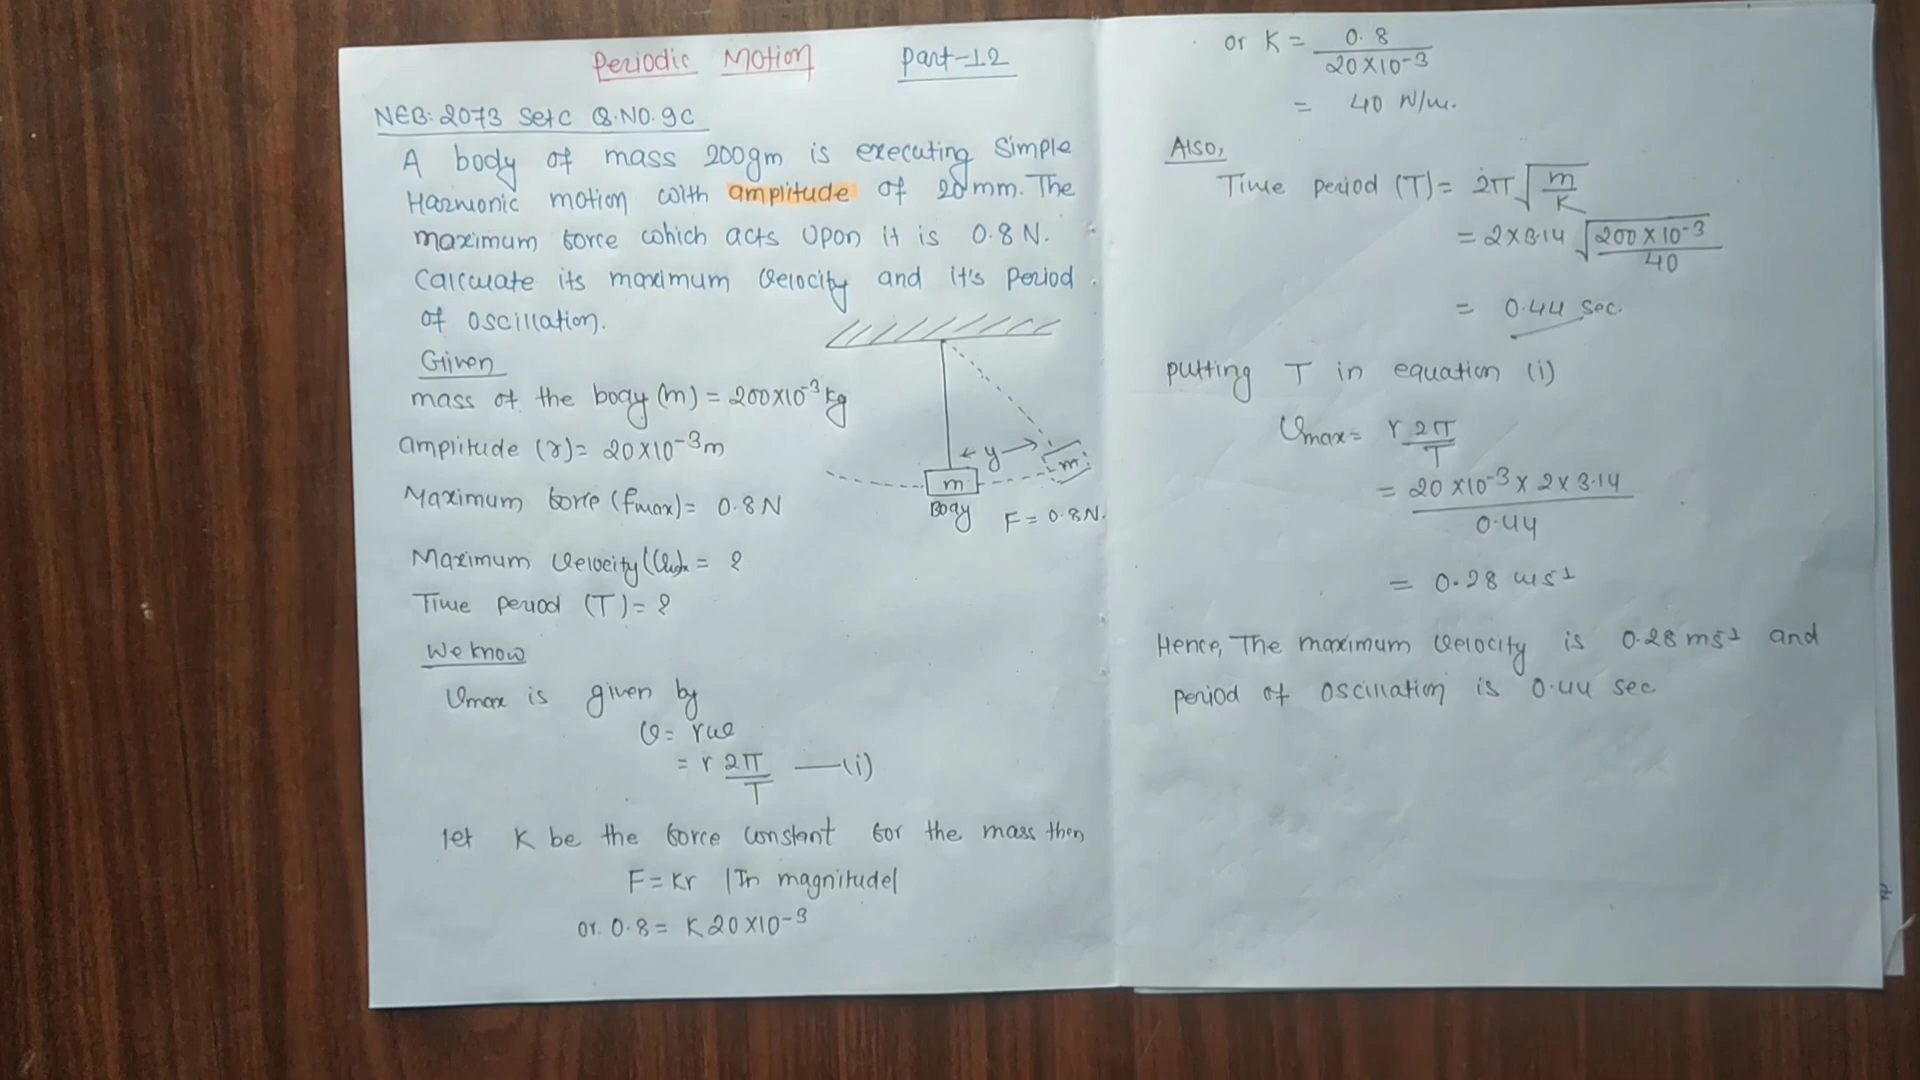 Periodic Motion Part-12
NEB: 2073 Set C Q.NO. 9C
A body of mass 200gm is executing Simple
Harmonic motion with amplitude of 20mm. The
maximum force which acts Upon it is 0.8 N.
Calculate its maximum Velocity and it's Period
of oscillation.
Given
mass of the body (m) = 200×10⁻³ kg
amplitude (r) = 20×10⁻³m
Maximum force (fmax) = 0.8 N
Maximum Velocity = ?
Time period (T) = ?
We know
Vmax is given by
V = rω
= r 2π/T —(i)
let K be the force constant for the mass then,
F = Kr |In magnitude|
or. 0.8 = K 20×10⁻³
← y →
m
m
Body F = 0.8 N.
or K = 0.8 / 20×10⁻³
= 40 N/m.
Also,
Time period (T) = 2π √(m/K)
= 2×3.14 √(200×10⁻³/40)
= 0.44 sec.
putting T in equation (i)
Vmax = r 2π/T
= 20×10⁻³ × 2 × 3.14 / 0.44
= 0.28 ms⁻¹
Hence, The maximum Velocity is 0.28 ms⁻¹ and
period of oscillation is 0.44 sec